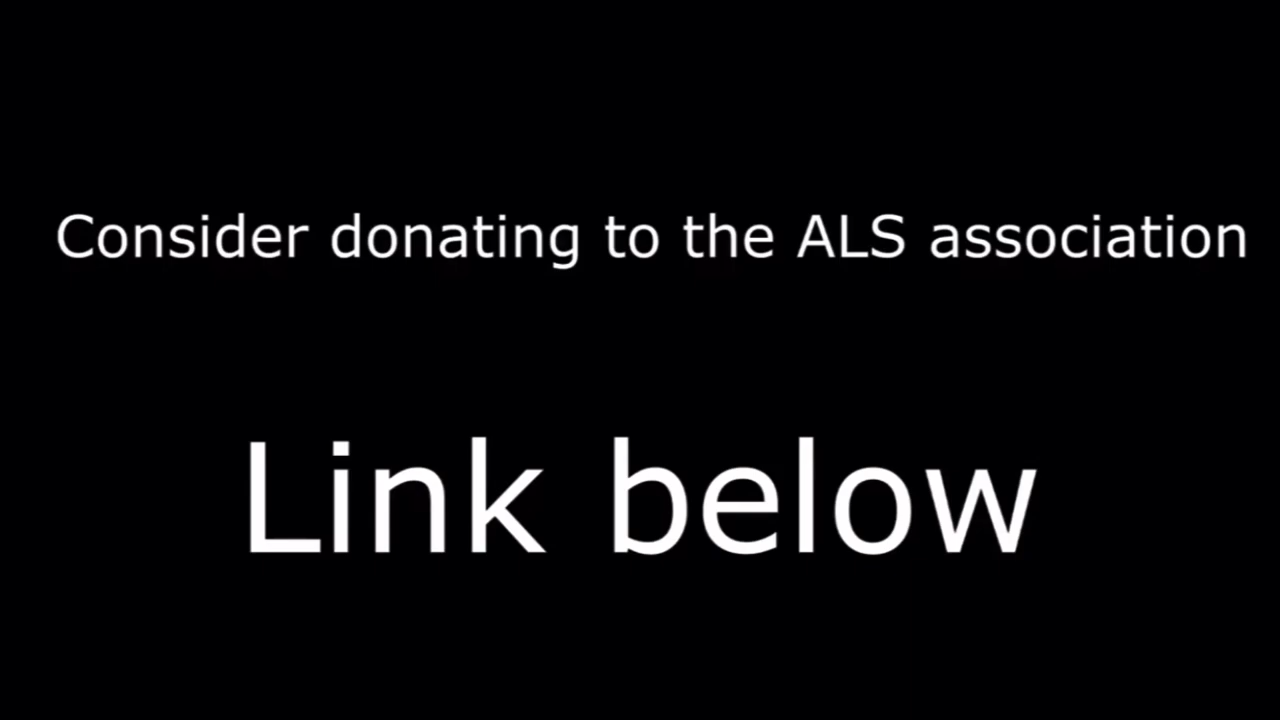 Consider donating to the ALS association
Link below